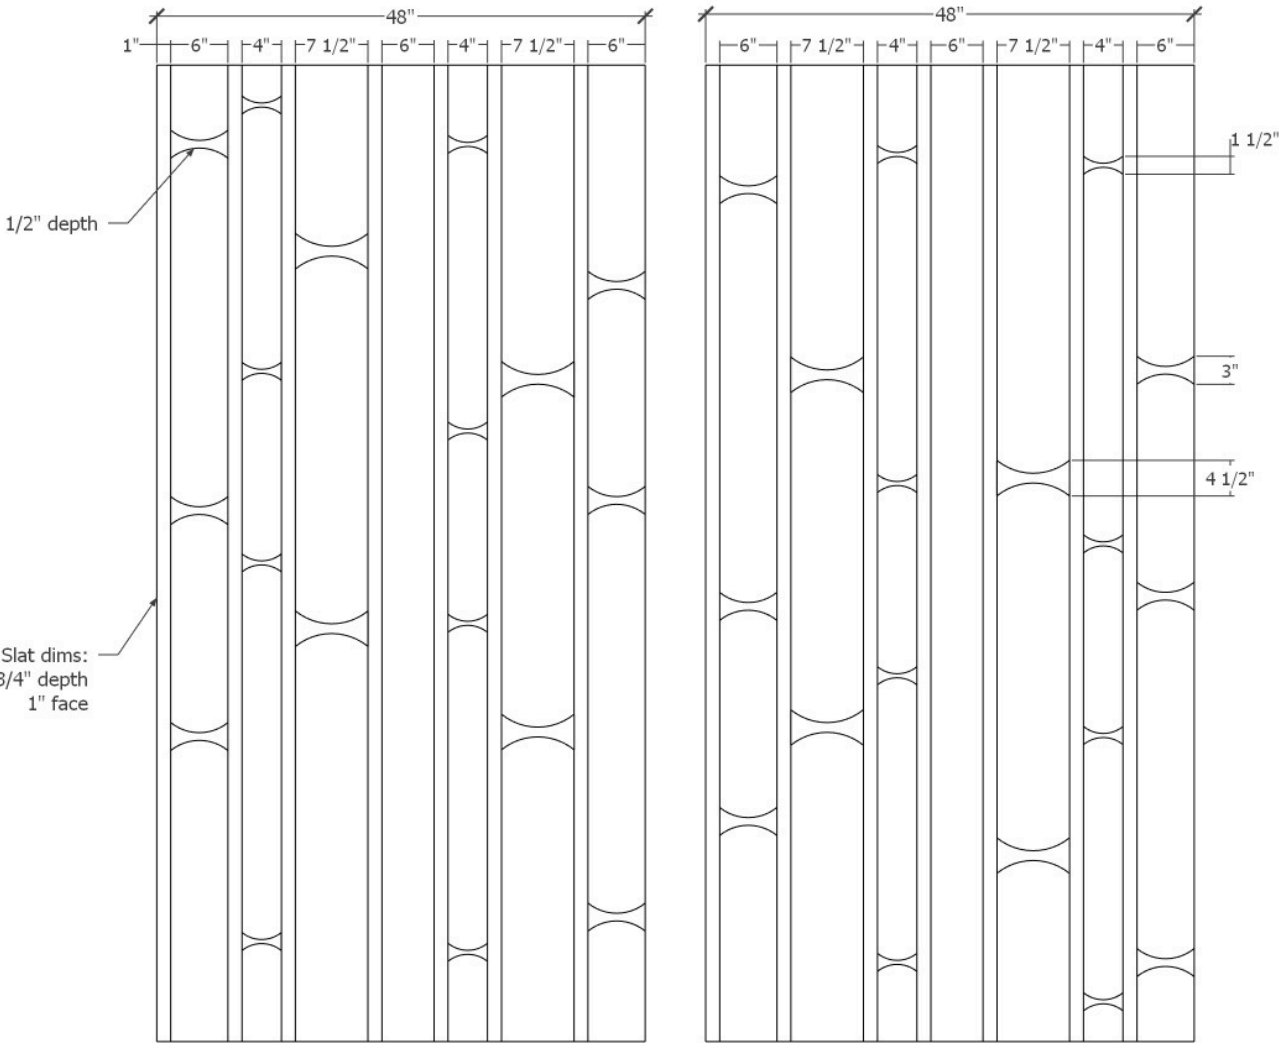 48"
48"
1" 6" 4" 7 1/2" 6" 4" 7 1/2" 6"
6" 7 1/2" 4" 6" 7 1/2" 4" 6"
1 1/2"
1/2" depth
3"
4 1/2"
Slat dims:
3/4" depth
1" face